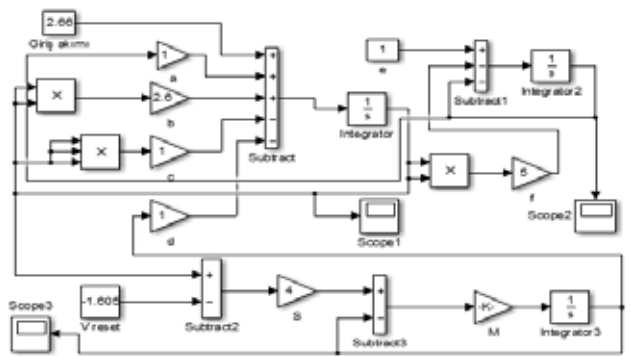 2.66
Giriş akımı
1
a
×
2.6
b
×
1
c
1
d
+
+
+
−
−
Subtract
1
s
Integrator
1
e
+
−
−
Subtract1
1
s
Integrator2
×
5
f
Scope1
Scope2
Scope3
-1.605
V reset
+
−
Subtract2
4
S
+
−
Subtract3
-K-
M
1
s
Integrator3